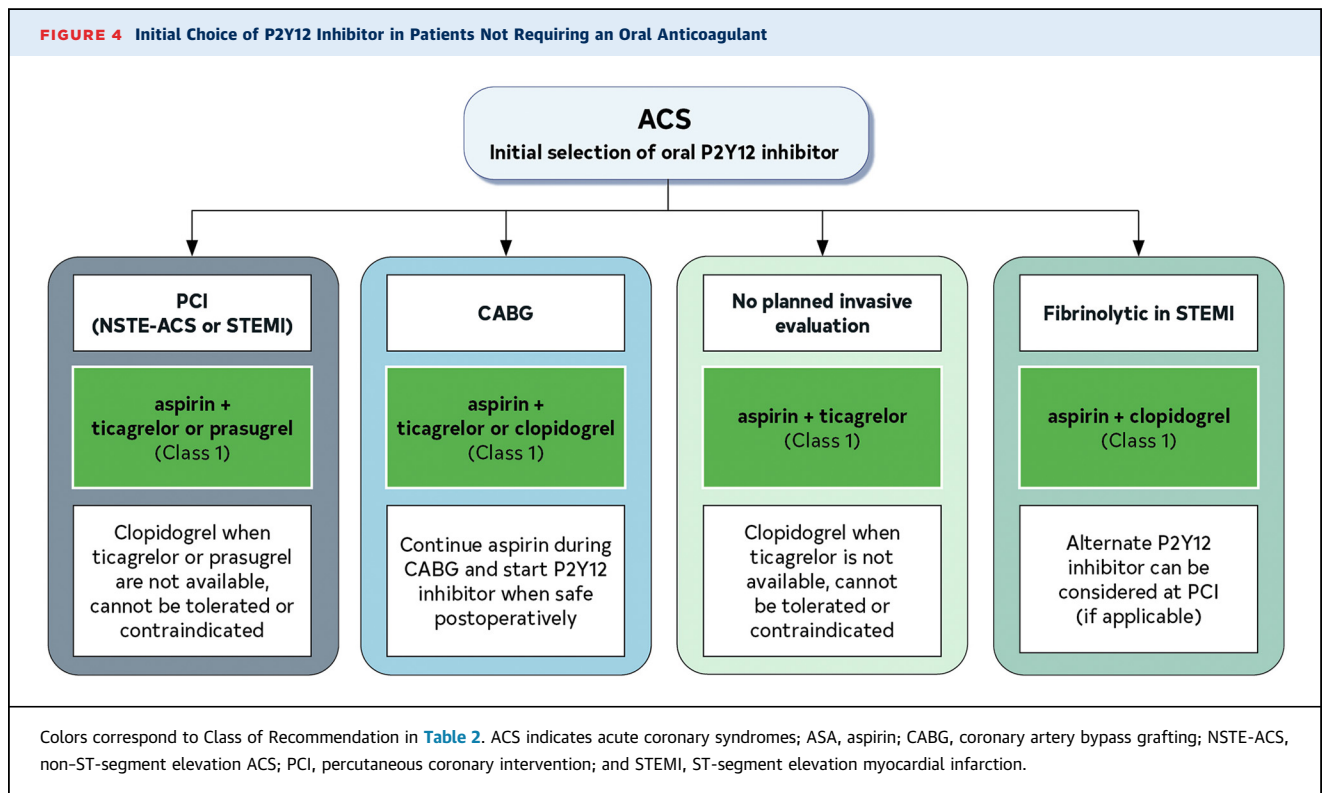 FIGURE 4 Initial Choice of P2Y12 Inhibitor in Patients Not Requiring an Oral Anticoagulant
ACS
Initial selection of oral P2Y12 inhibitor
PCI
(NSTE-ACS or STEMI)
aspirin +
ticagrelor or prasugrel
(Class 1)
Clopidogrel when
ticagrelor or prasugrel
are not available,
cannot be tolerated or
contraindicated
CABG
aspirin +
ticagrelor or clopidogrel
(Class 1)
Continue aspirin during
CABG and start P2Y12
inhibitor when safe
postoperatively
No planned invasive
evaluation
aspirin + ticagrelor
(Class 1)
Clopidogrel when
ticagrelor is not
available, cannot
be tolerated or
contraindicated
Fibrinolytic in STEMI
aspirin + clopidogrel
(Class 1)
Alternate P2Y12
inhibitor can be
considered at PCI
(if applicable)
Colors correspond to Class of Recommendation in Table 2. ACS indicates acute coronary syndromes; ASA, aspirin; CABG, coronary artery bypass grafting; NSTE-ACS,
non-ST-segment elevation ACS; PCI, percutaneous coronary intervention; and STEMI, ST-segment elevation myocardial infarction.